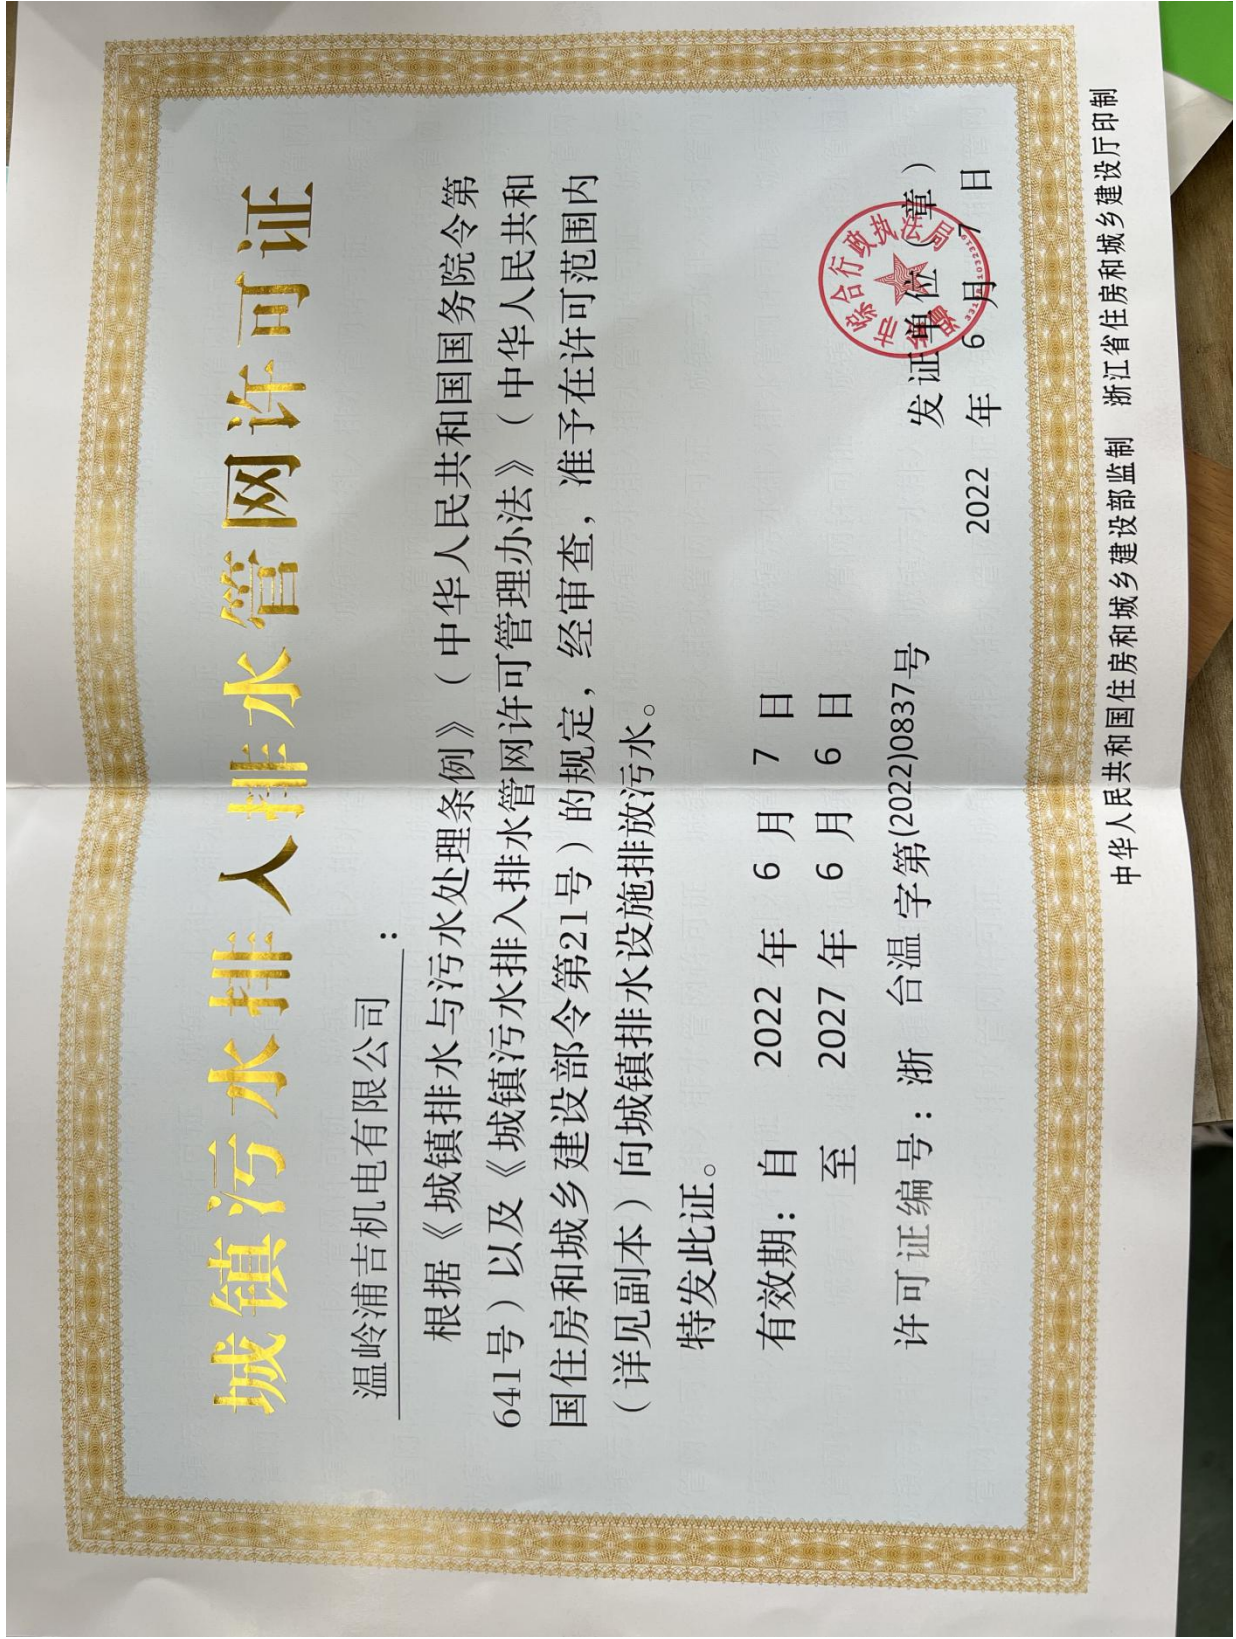 城镇污水排入排水管网许可证
温岭浦吉机电有限公司：
根据《城镇排水与污水处理条例》（中华人民共和国国务院令第
641号）以及《城镇污水排入排水管网许可管理办法》（中华人民共和
国住房和城乡建设部令第21号）的规定，经审查，准予在许可范围内
（详见副本）向城镇排水设施排放污水。
特发此证。
有效期：自 2022 年 6 月 7 日
至 2027 年 6 月 6 日
许可证编号：浙 台温 字第(2022)0837号
发证单位（章）
2022 年 6 月 7 日
市综合行政执法局
中华人民共和国住房和城乡建设部监制 浙江省住房和城乡建设厅印制